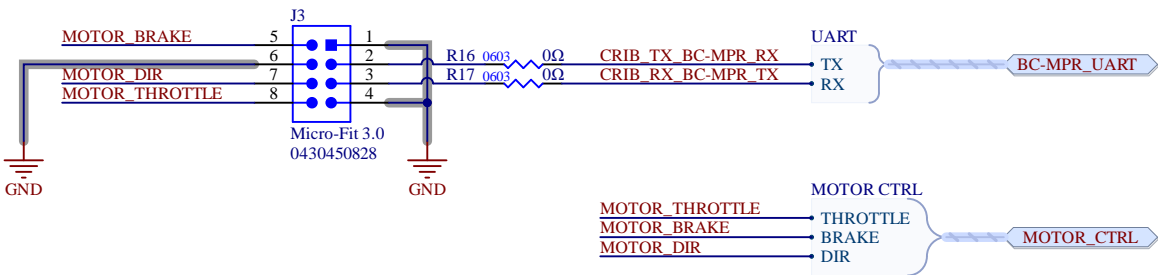 J3
UART
MOTOR_BRAKE 5 1
6 2 R16 0603 0Ω CRIB_TX_BC-MPR_RX TX BC-MPR_UART
MOTOR_DIR 7 3 R17 0603 0Ω CRIB_RX_BC-MPR_TX RX
MOTOR_THROTTLE 8 4
Micro-Fit 3.0
0430450828
GND GND
MOTOR CTRL
MOTOR_THROTTLE THROTTLE
MOTOR_BRAKE BRAKE MOTOR_CTRL
MOTOR_DIR DIR